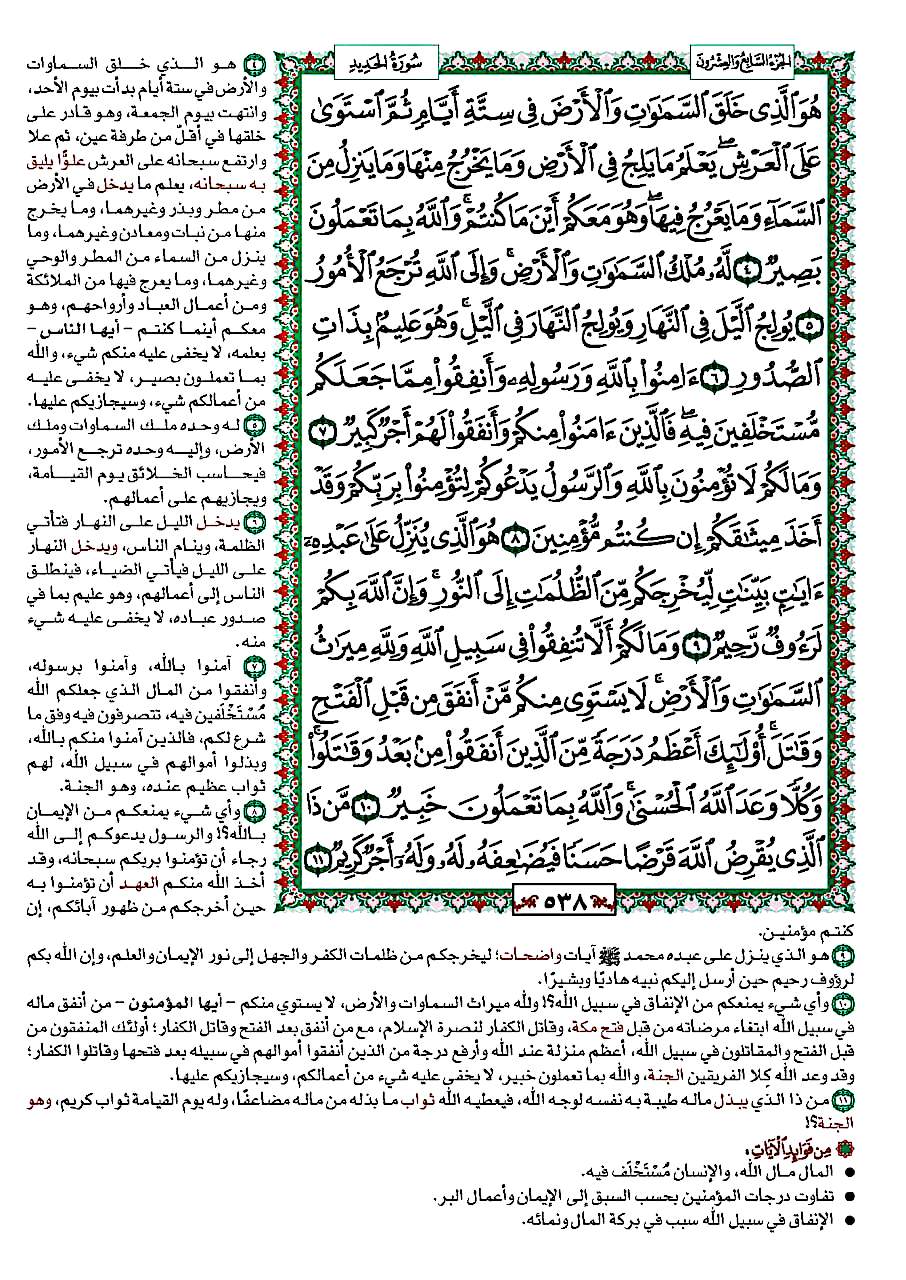 الجزء السابع والعشرون
سورة الحديد
هُوَ الَّذِى خَلَقَ السَّمَٰوَٰتِ وَالْأَرْضَ فِى سِتَّةِ أَيَّامٍ ثُمَّ اسْتَوَىٰ
عَلَى الْعَرْشِ ۖ يَعْلَمُ مَا يَلِجُ فِى الْأَرْضِ وَمَا يَخْرُجُ مِنْهَا وَمَا يَنزِلُ مِنَ
السَّمَآءِ وَمَا يَعْرُجُ فِيهَا ۖ وَهُوَ مَعَكُمْ أَيْنَ مَا كُنتُمْ ۚ وَاللَّهُ بِمَا تَعْمَلُونَ
بَصِيرٌ ٤ لَّهُۥ مُلْكُ السَّمَٰوَٰتِ وَالْأَرْضِ ۚ وَإِلَى اللَّهِ تُرْجَعُ الْأُمُورُ
٥ يُولِجُ الَّيْلَ فِى النَّهَارِ وَيُولِجُ النَّهَارَ فِى الَّيْلِ ۚ وَهُوَ عَلِيمٌۢ بِذَاتِ
الصُّدُورِ ٦ ءَامِنُوا۟ بِاللَّهِ وَرَسُولِهِۦ وَأَنفِقُوا۟ مِمَّا جَعَلَكُم
مُّسْتَخْلَفِينَ فِيهِ ۖ فَالَّذِينَ ءَامَنُوا۟ مِنكُمْ وَأَنفَقُوا۟ لَهُمْ أَجْرٌ كَبِيرٌ ٧
وَمَا لَكُمْ لَا تُؤْمِنُونَ بِاللَّهِ ۙ وَالرَّسُولُ يَدْعُوكُمْ لِتُؤْمِنُوا۟ بِرَبِّكُمْ وَقَدْ
أَخَذَ مِيثَٰقَكُمْ إِن كُنتُم مُّؤْمِنِينَ ٨ هُوَ الَّذِى يُنَزِّلُ عَلَىٰ عَبْدِهِۦٓ
ءَايَٰتٍۭ بَيِّنَٰتٍ لِّيُخْرِجَكُم مِّنَ الظُّلُمَٰتِ إِلَى النُّورِ ۚ وَإِنَّ اللَّهَ بِكُمْ
لَرَءُوفٌ رَّحِيمٌ ٩ وَمَا لَكُمْ أَلَّا تُنفِقُوا۟ فِى سَبِيلِ اللَّهِ وَلِلَّهِ مِيرَٰثُ
السَّمَٰوَٰتِ وَالْأَرْضِ ۚ لَا يَسْتَوِى مِنكُم مَّنْ أَنفَقَ مِن قَبْلِ الْفَتْحِ
وَقَٰتَلَ ۚ أُو۟لَٰٓئِكَ أَعْظَمُ دَرَجَةً مِّنَ الَّذِينَ أَنفَقُوا۟ مِنۢ بَعْدُ وَقَٰتَلُوا۟ ۚ
وَكُلًّا وَعَدَ اللَّهُ الْحُسْنَىٰ ۚ وَاللَّهُ بِمَا تَعْمَلُونَ خَبِيرٌ ١٠ مَّن ذَا
الَّذِى يُقْرِضُ اللَّهَ قَرْضًا حَسَنًا فَيُضَٰعِفَهُۥ لَهُۥ وَلَهُۥٓ أَجْرٌ كَرِيمٌ ١١
٥٣٨
٤ هو الذي خلق السماوات
والأرض في ستة أيام بدأت بيوم الأحد،
وانتهت بيوم الجمعة، وهو قادر على
خلقها في أقلّ من طرفة عين، ثم علا
وارتفع سبحانه على العرش علوًّا يليق
به سبحانه، يعلم ما يدخل في الأرض
من مطر وبذر وغيرهما، وما يخرج
منها من نبات ومعادن وغيرهما، وما
ينزل من السماء من المطر والوحي
وغيرهما، وما يعرج فيها من الملائكة
ومن أعمال العباد وأرواحهم، وهو
معكم أينما كنتم – أيها الناس –
بعلمه، لا يخفى عليه منكم شيء، والله
بما تعملون بصير، لا يخفى عليه
من أعمالكم شيء، وسيجازيكم عليها.
٥ له وحده ملك السماوات وملك
الأرض، وإليه وحده ترجع الأمور،
فيحاسب الخلائق يوم القيامة،
ويجازيهم على أعمالهم.
٦ يدخل الليل على النهار فتأتي
الظلمة، وينام الناس، ويدخل النهار
على الليل فيأتي الضياء، فينطلق
الناس إلى أعمالهم، وهو عليم بما في
صدور عباده، لا يخفى عليه شيء
منه.
٧ آمنوا بالله، وآمنوا برسوله،
وأنفقوا من المال الذي جعلكم الله
مُسْتَخْلَفين فيه، تتصرفون فيه وفق ما
شرع لكم، فالذين آمنوا منكم بالله،
وبذلوا أموالهم في سبيل الله، لهم
ثواب عظيم عنده، وهو الجنة.
٨ وأي شيء يمنعكم من الإيمان
بالله؟! والرسول يدعوكم إلى الله
رجاء أن تؤمنوا بربكم سبحانه، وقد
أخذ الله منكم العهد أن تؤمنوا به
حين أخرجكم من ظهور آبائكم، إن
كنتم مؤمنين.
٩ هو الذي ينزل على عبده محمد ﷺ آيات واضحات؛ ليخرجكم من ظلمات الكفر والجهل إلى نور الإيمان والعلم، وإن الله بكم
لرؤوف رحيم حين أرسل إليكم نبيه هاديًا وبشيرًا.
١٠ وأي شيء يمنعكم من الإنفاق في سبيل الله؟! ولله ميراث السماوات والأرض، لا يستوي منكم – أيها المؤمنون – من أنفق ماله
في سبيل الله ابتغاء مرضاته من قبل فتح مكة، وقاتل الكفار لنصرة الإسلام، مع من أنفق بعد الفتح وقاتل الكفار؛ أولئك المنفقون من
قبل الفتح والمقاتلون في سبيل الله، أعظم منزلة عند الله وأرفع درجة من الذين أنفقوا أموالهم في سبيله بعد فتحها وقاتلوا الكفار؛
وقد وعد الله كِلا الفريقين الجنة، والله بما تعملون خبير، لا يخفى عليه شيء من أعمالكم، وسيجازيكم عليها.
١١ من ذا الذي يبذل ماله طيبة به نفسه لوجه الله، فيعطيه الله ثواب ما بذله من ماله مضاعفًا، وله يوم القيامة ثواب كريم، وهو
الجنة؟!
من فوائد الآيات:
• المال مال الله، والإنسان مُسْتَخْلَف فيه.
• تفاوت درجات المؤمنين بحسب السبق إلى الإيمان وأعمال البر.
• الإنفاق في سبيل الله سبب في بركة المال ونمائه.